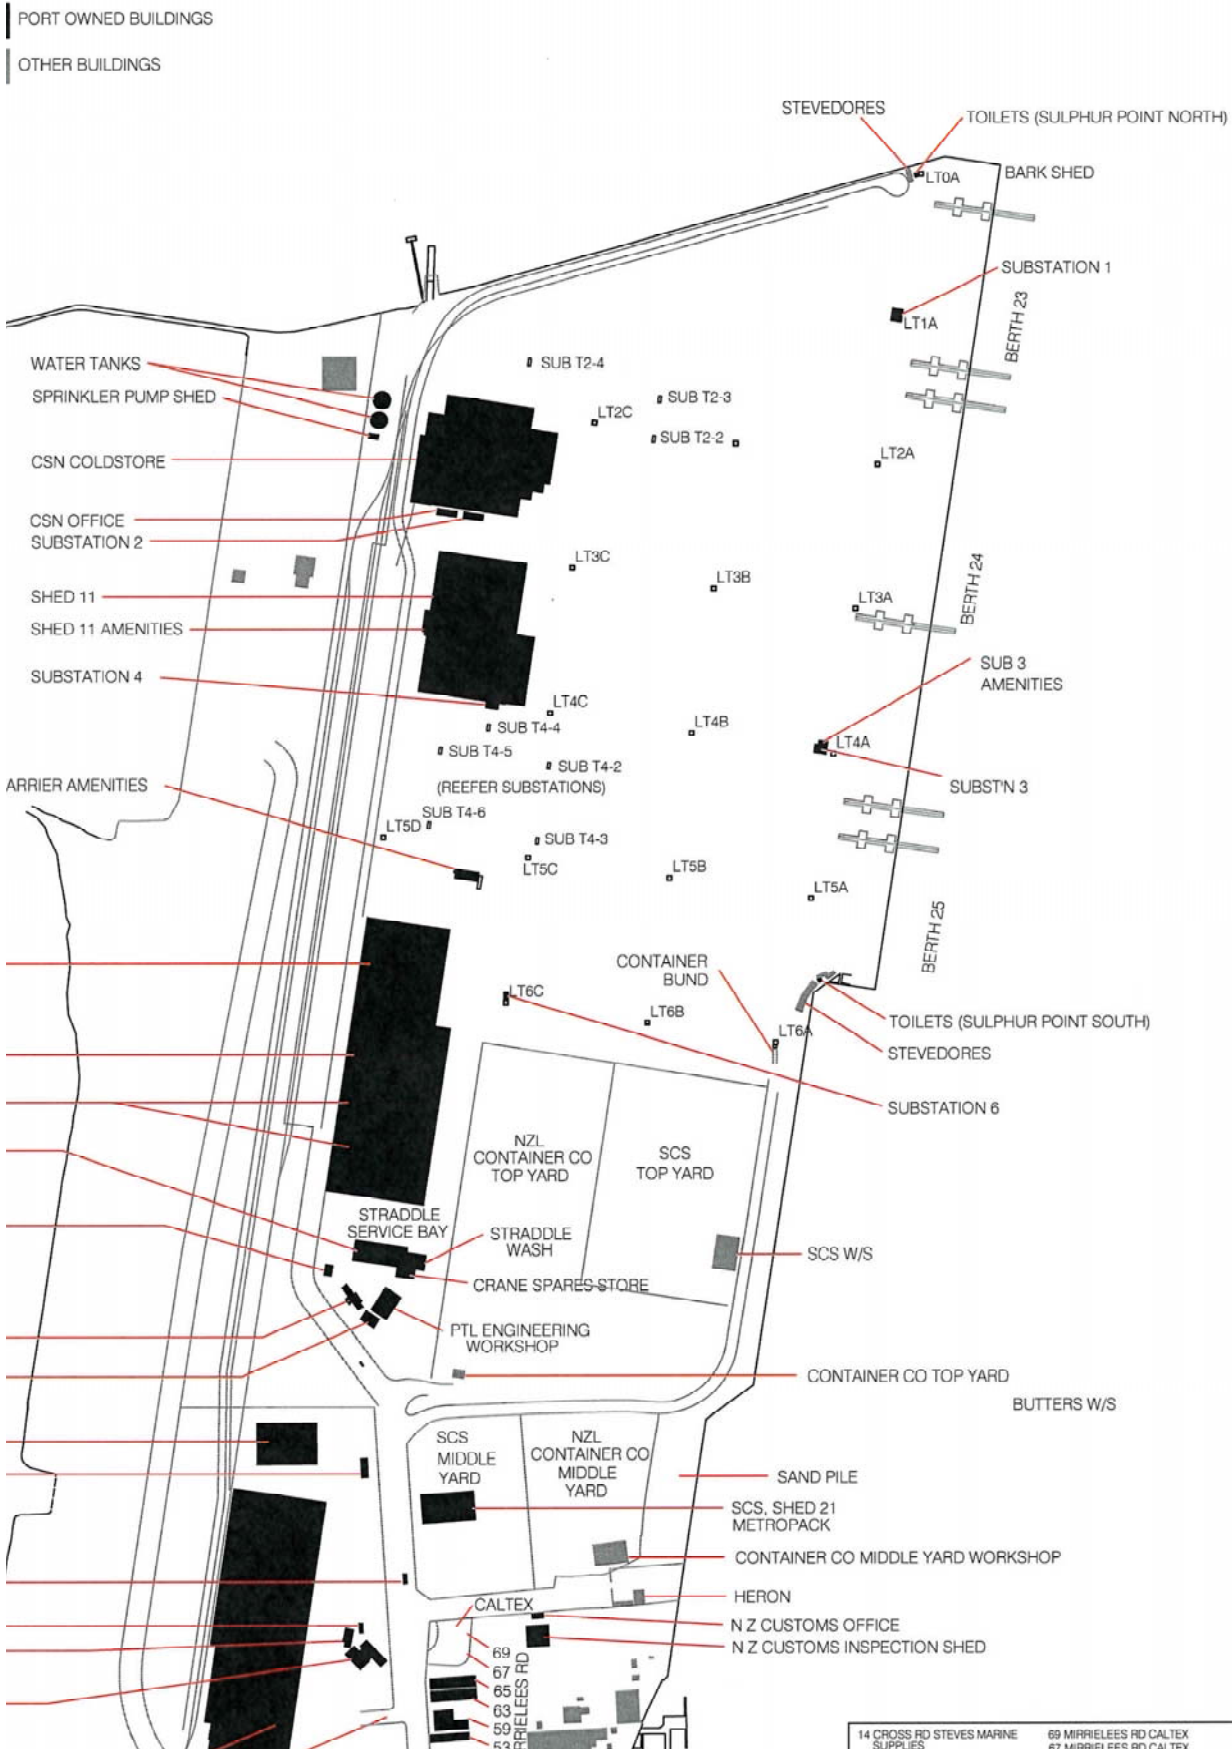 PORT OWNED BUILDINGS
OTHER BUILDINGS
STEVEDORES
TOILETS (SULPHUR POINT NORTH)
LT0A
BARK SHED
SUBSTATION 1
LT1A
BERTH 23
WATER TANKS
SPRINKLER PUMP SHED
SUB T2-4
SUB T2-3
LT2C
SUB T2-2
LT2A
CSN COLDSTORE
CSN OFFICE
SUBSTATION 2
LT3C
LT3B
LT3A
BERTH 24
SHED 11
SHED 11 AMENITIES
SUB 3
AMENITIES
SUBSTATION 4
LT4C
SUB T4-4
LT4B
LT4A
SUB T4-5
SUB T4-2
(REEFER SUBSTATIONS)
SUBST'N 3
ARRIER AMENITIES
SUB T4-6
LT5D
SUB T4-3
LT5C
LT5B
LT5A
BERTH 25
CONTAINER
BUND
LT6C
LT6B
LT6A
TOILETS (SULPHUR POINT SOUTH)
STEVEDORES
SUBSTATION 6
NZL
CONTAINER CO
TOP YARD
SCS
TOP YARD
STRADDLE
SERVICE BAY
STRADDLE
WASH
SCS W/S
CRANE SPARES STORE
PTL ENGINEERING
WORKSHOP
CONTAINER CO TOP YARD
BUTTERS W/S
SCS
MIDDLE
YARD
NZL
CONTAINER CO
MIDDLE
YARD
SAND PILE
SCS, SHED 21
METROPACK
CONTAINER CO MIDDLE YARD WORKSHOP
HERON
CALTEX
N Z CUSTOMS OFFICE
N Z CUSTOMS INSPECTION SHED
69
67
65
63
59
53
RRIELEES RD
14 CROSS RD STEVES MARINE
SUPPLIES
69 MIRRIELEES RD CALTEX
67 MIRRIELEES RD CALTEX